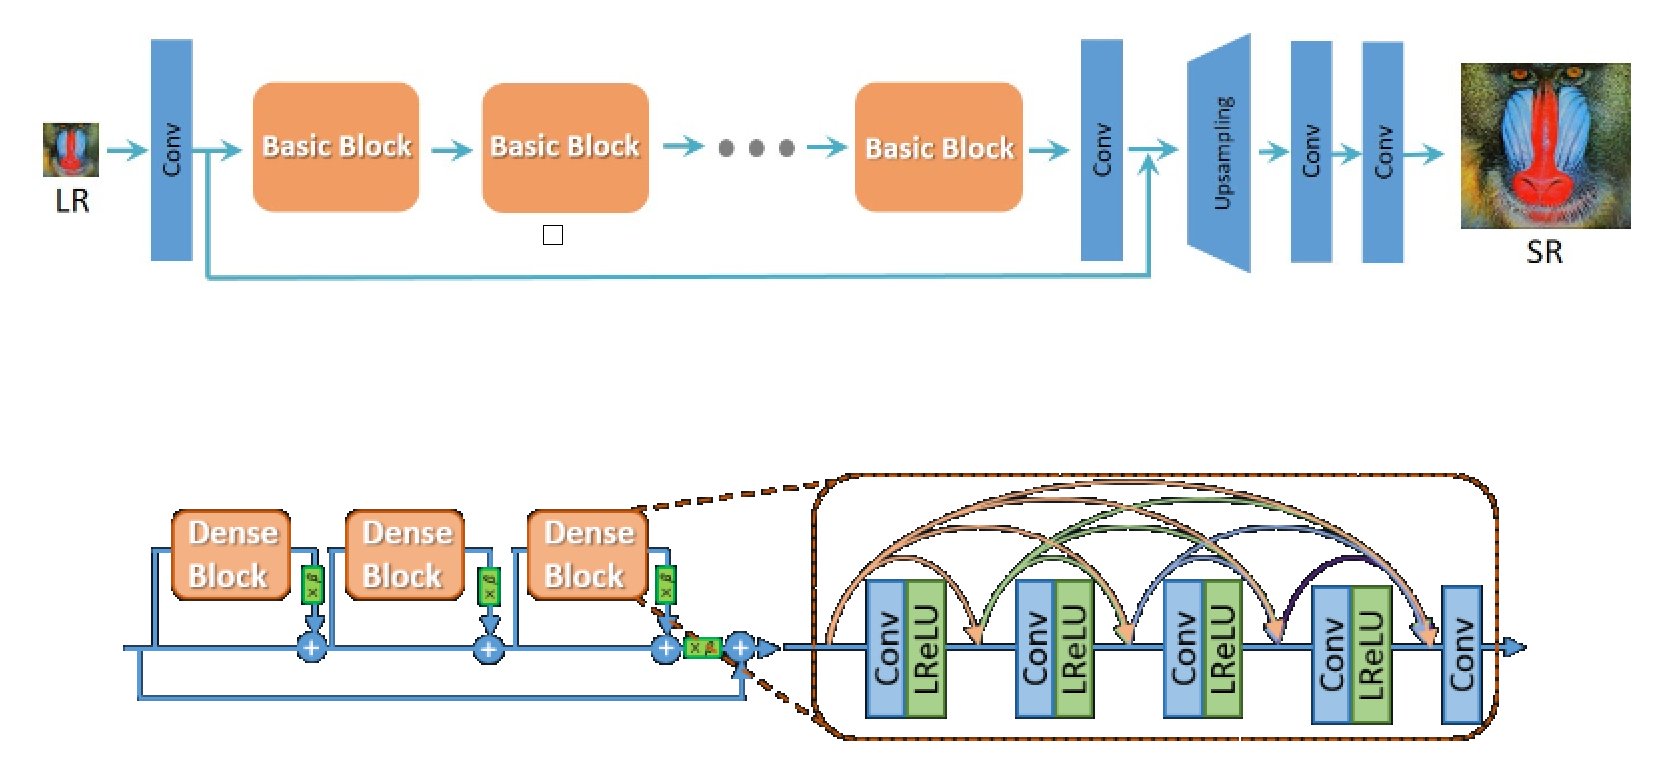 LR
Conv
Basic Block
Basic Block
Basic Block
Conv
Upsampling
Conv
Conv
SR
Dense
Block
× β
Dense
Block
× β
Dense
Block
× β
× β
Conv
LReLU
Conv
LReLU
Conv
LReLU
Conv
LReLU
Conv